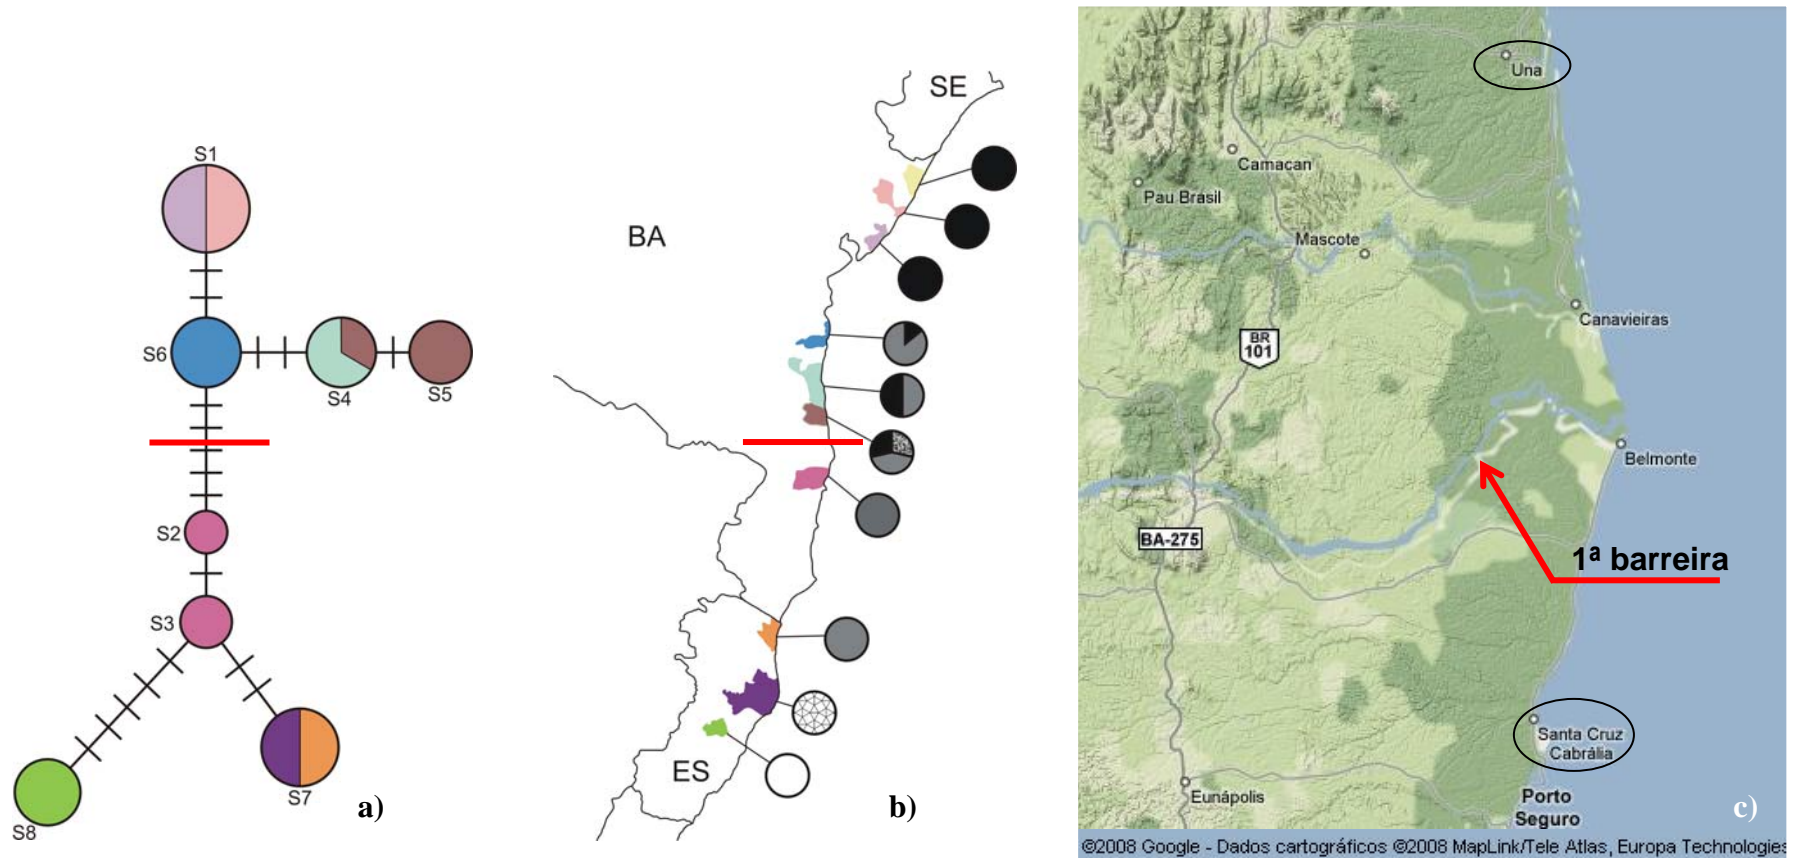 S1
S6
S4
S5
S2
S3
S7
S8
a)
SE
BA
ES
b)
Una
Camacan
Pau Brasil
Mascote
Canavieiras
BR
101
Belmonte
BA-275
1ª barreira
Santa Cruz
Cabrália
Eunápolis
Porto
Seguro
c)
©2008 Google - Dados cartográficos ©2008 MapLink/Tele Atlas, Europa Technologies